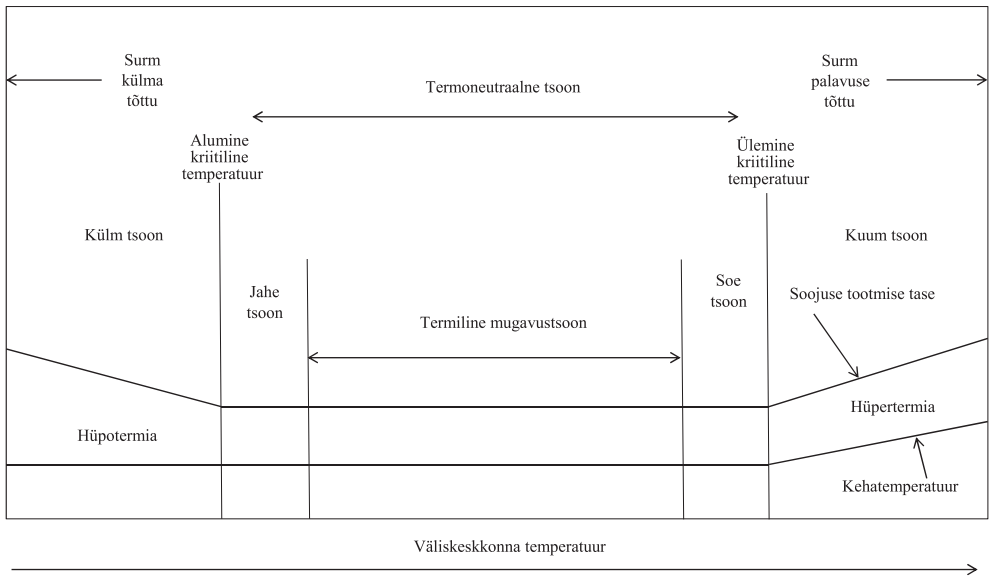 Surm
külma
tõttu
Termoneutraalne tsoon
Surm
palavuse
tõttu
Alumine
kriitiline
temperatuur
Ülemine
kriitiline
temperatuur
Külm tsoon
Kuum tsoon
Jahe
tsoon
Soe
tsoon
Soojuse tootmise tase
Termiline mugavustsoon
Hüpotermia
Hüpertermia
Kehatemperatuur
Väliskeskkonna temperatuur